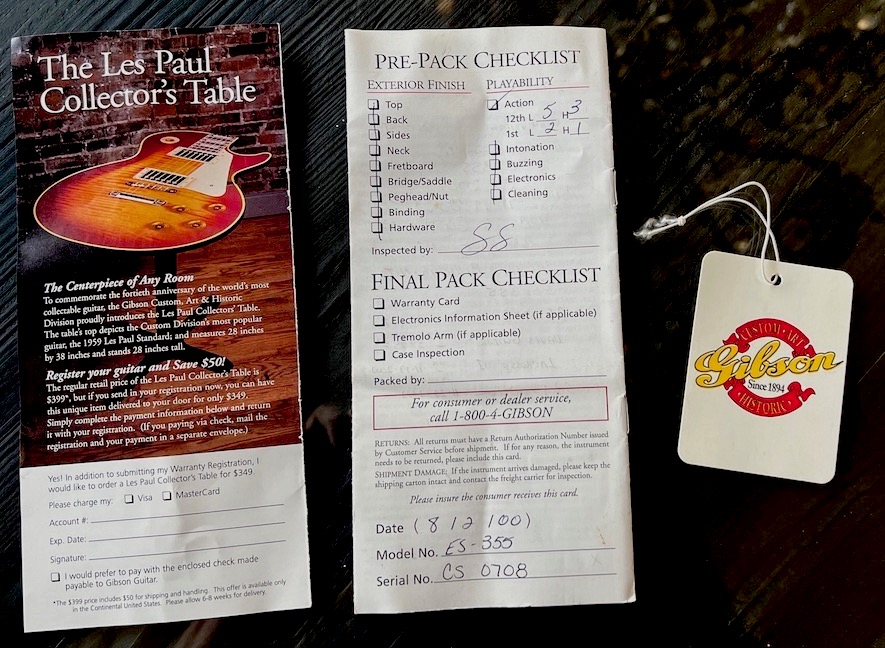 The Les Paul
Collector's Table
The Centerpiece of Any Room
To commemorate the fortieth anniversary of the world's most
collectable guitar, the Gibson Custom, Art & Historic
Division proudly introduces the Les Paul Collectors' Table.
The table's top depicts the Custom Division's most popular
guitar, the 1959 Les Paul Standard; and measures 28 inches
by 38 inches and stands 28 inches tall.
Register your guitar and Save $50!
The regular retail price of the Les Paul Collector's Table is
$399*, but if you send in your registration now, you can have
this unique item delivered to your door for only $349.
Simply complete the payment information below and return
it with your registration. (If you paying via check, mail the
registration and your payment in a separate envelope.)
Yes! In addition to submitting my Warranty Registration, I
would like to order a Les Paul Collector's Table for $349.
Please charge my: Visa MasterCard
Account #:
Exp. Date:
Signature:
I would prefer to pay with the enclosed check made
payable to Gibson Guitar.
*The $399 price includes $50 for shipping and handling. This offer is available only
in the Continental United States. Please allow 6-8 weeks for delivery.
PRE-PACK CHECKLIST
EXTERIOR FINISH
Top
Back
Sides
Neck
Fretboard
Bridge/Saddle
Peghead/Nut
Binding
Hardware
PLAYABILITY
Action
12th L 5 H 3
1st L 2 H 1
Intonation
Buzzing
Electronics
Cleaning
Inspected by: SS
FINAL PACK CHECKLIST
Warranty Card
Electronics Information Sheet (if applicable)
Tremolo Arm (if applicable)
Case Inspection
Packed by:
For consumer or dealer service,
call 1-800-4-GIBSON
RETURNS: All returns must have a Return Authorization Number issued
by Customer Service before shipment. If for any reason, the instrument
needs to be returned, please include this card.
SHIPMENT DAMAGE: If the instrument arrives damaged, please keep the
shipping carton intact and contact the freight carrier for inspection.
Please insure the consumer receives this card.
Date (8 12 100)
Model No. ES-355
Serial No. CS 0708
CUSTOM · ART
Gibson
Since 1894
HISTORIC